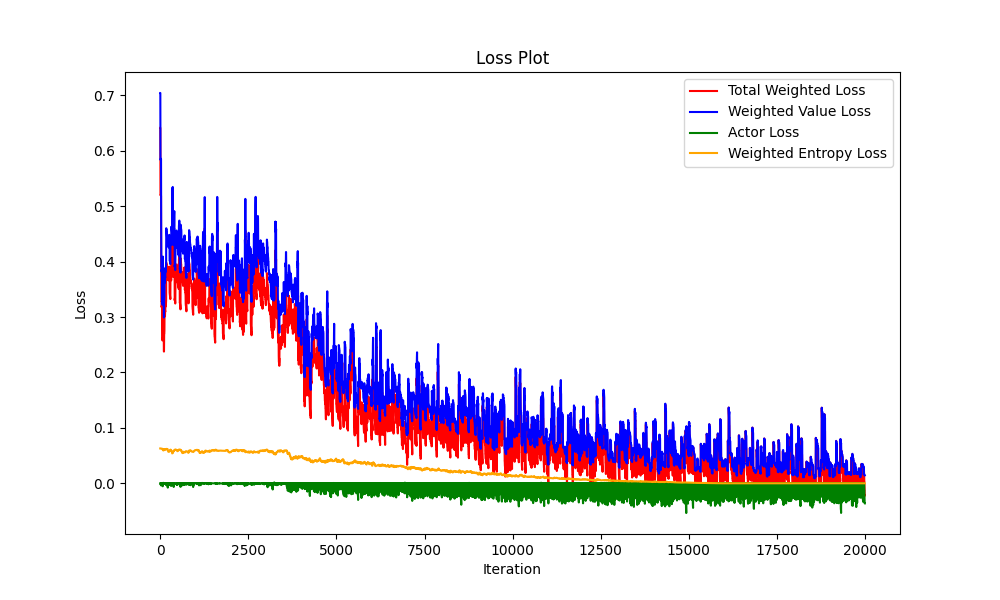 Loss Plot
Total Weighted Loss
Weighted Value Loss
Actor Loss
Weighted Entropy Loss
0.7
0.6
0.5
0.4
0.3
0.2
0.1
0.0
Loss
0 2500 5000 7500 10000 12500 15000 17500 20000
Iteration